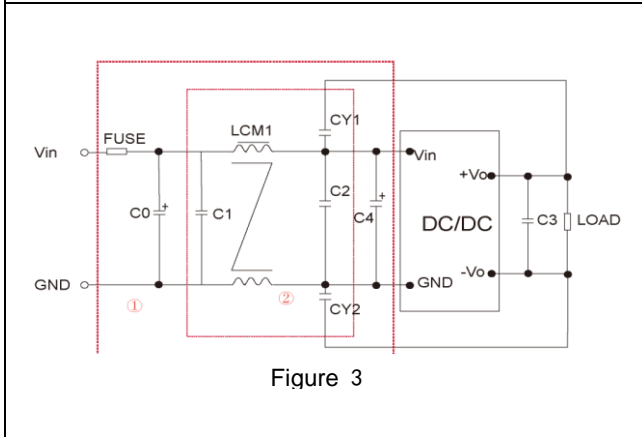 CY1
LCM1
FUSE
Vin
Vin
+Vo
C2
C0 +
C1
C4 +
DC/DC
C3
LOAD
-Vo
GND
GND
①
②
CY2
Figure 3